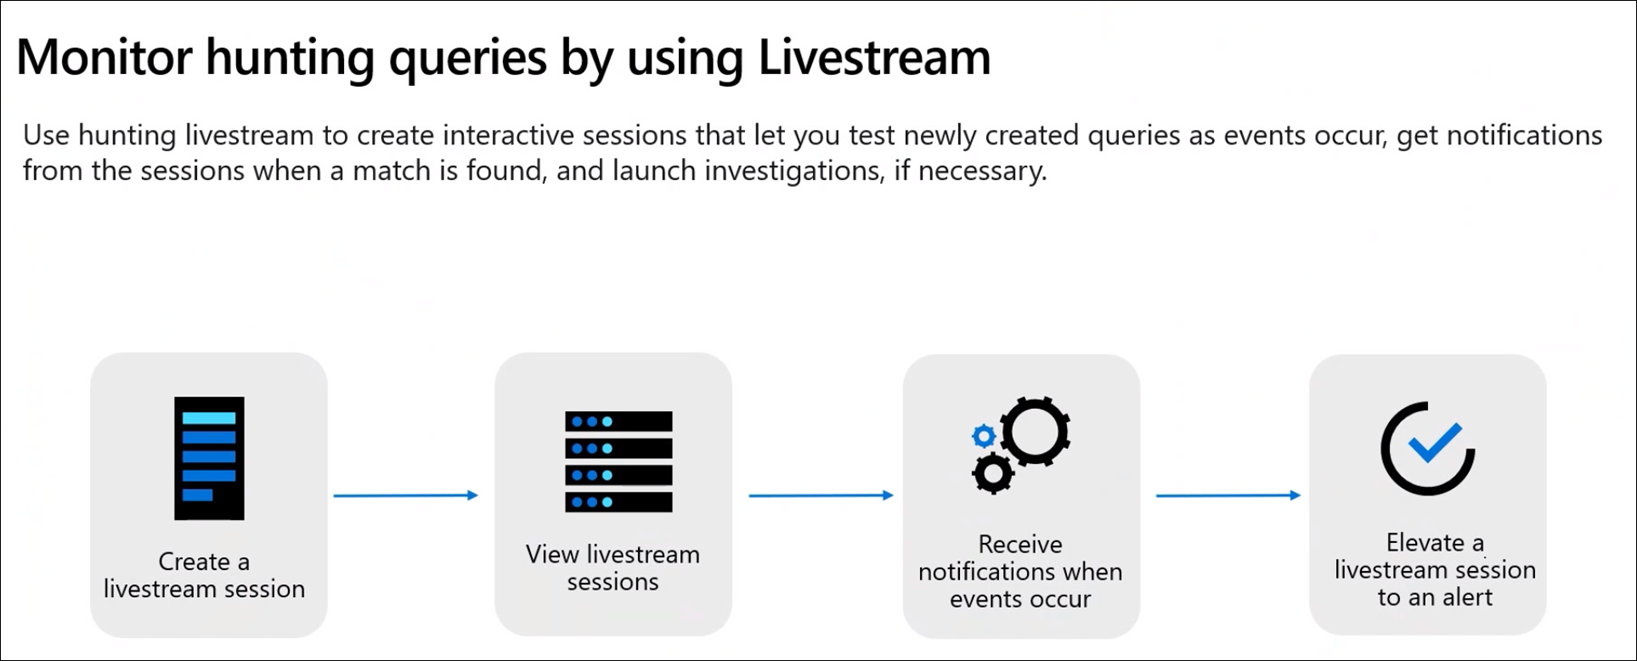 Monitor hunting queries by using Livestream
Use hunting livestream to create interactive sessions that let you test newly created queries as events occur, get notifications
from the sessions when a match is found, and launch investigations, if necessary.
Create a
livestream session
View livestream
sessions
Receive
notifications when
events occur
Elevate a
livestream session
to an alert